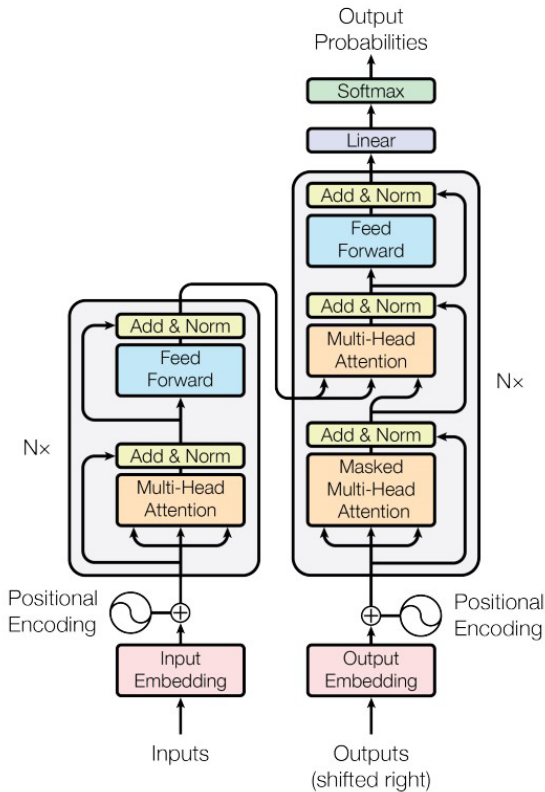 Output
Probabilities
Softmax
Linear
Add & Norm
Feed
Forward
Add & Norm
Multi-Head
Attention
Add & Norm
Masked
Multi-Head
Attention
N×
Add & Norm
Feed
Forward
Add & Norm
Multi-Head
Attention
N×
Positional
Encoding
Positional
Encoding
Input
Embedding
Output
Embedding
Inputs
Outputs
(shifted right)